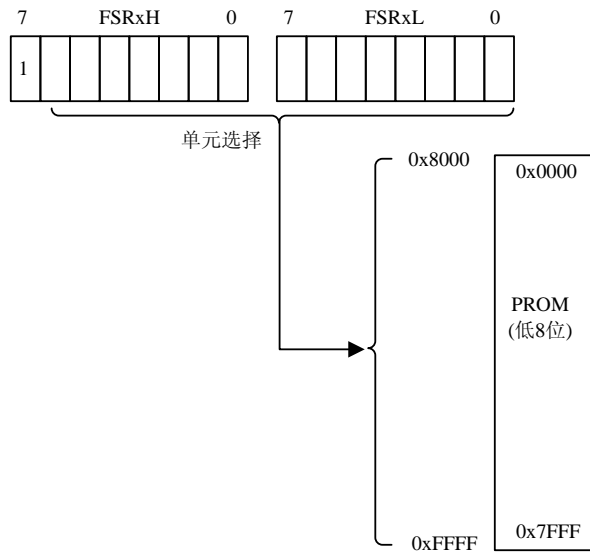 7 FSRxH 0 7 FSRxL 0
1
单元选择
0x8000
0x0000
PROM
(低8位)
0xFFFF
0x7FFF